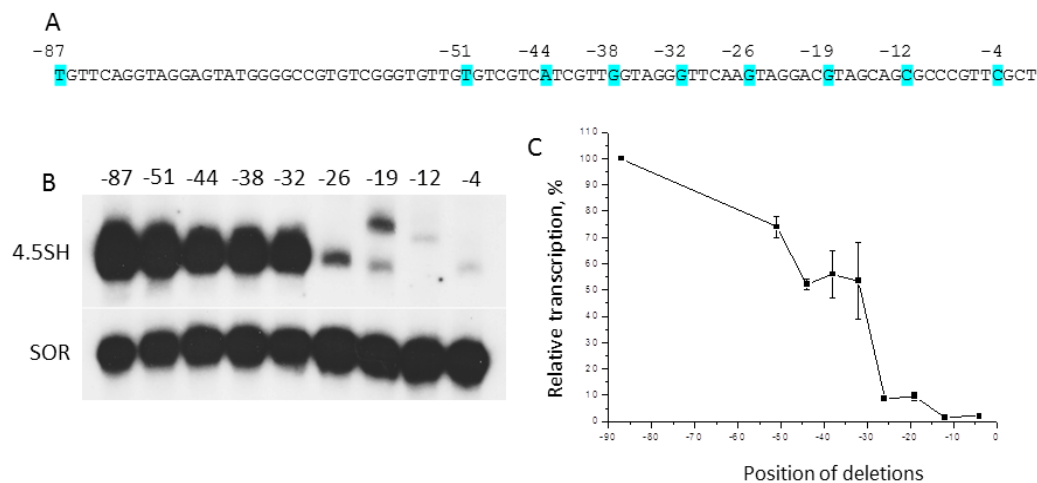 A
-87 -51 -44 -38 -32 -26 -19 -12 -4
TGTTCAGGTAGGAGTATGGGGCCGTGTCGGGTGTTGTGTCGTCATCGTTGGTAGGGTTCAAGTAGGACGTAGCAGCGCCCGTTCGCT
B
-87 -51 -44 -38 -32 -26 -19 -12 -4
4.5SH
SOR
C
Relative transcription, %
110
100
90
80
70
60
50
40
30
20
10
0
-90 -80 -70 -60 -50 -40 -30 -20 -10 0
Position of deletions